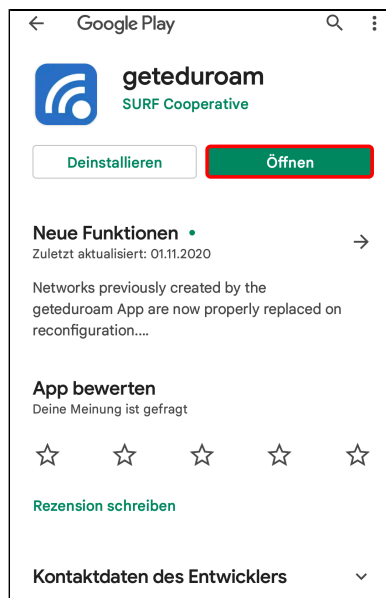 Google Play
geteduroam
SURF Cooperative
Deinstallieren
Öffnen
Neue Funktionen •
Zuletzt aktualisiert: 01.11.2020
Networks previously created by the
geteduroam App are now properly replaced on
reconfiguration....
App bewerten
Deine Meinung ist gefragt
Rezension schreiben
Kontaktdaten des Entwicklers